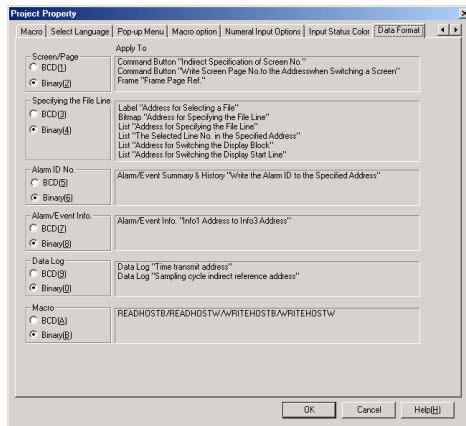 Project Property
Macro | Select Language | Pop-up Menu | Macro option | Numeral Input Options | Input Status Color | Data Format
Apply To
Screen/Page
BCD(1)
Binary(2)
Command Button "Indirect Specification of Screen No."
Command Button "Write Screen Page No.to the Addresswhen Switching a Screen"
Frame "Frame Page Ref."
Specifying the File Line
BCD(3)
Binary(4)
Label "Address for Selecting a File"
Bitmap "Address for Specifying the File Line"
List "Address for Specifying the File Line"
List "The Selected Line No. in the Specified Address"
List "Address for Switching the Display Block"
List "Address for Switching the Display Start Line"
Alarm ID No.
BCD(5)
Binary(6)
Alarm/Event Summary & History "Write the Alarm ID to the Specified Address"
Alarm/Event Info.
BCD(7)
Binary(8)
Alarm/Event Info. "Info1 Address to Info3 Address"
Data Log
BCD(9)
Binary(0)
Data Log "Time transmit address"
Data Log "Sampling cycle indirect reference address"
Macro
BCD(A)
Binary(B)
READHOSTB/READHOSTW/WRITEHOSTB/WRITEHOSTW
OK
Cancel
Help(H)